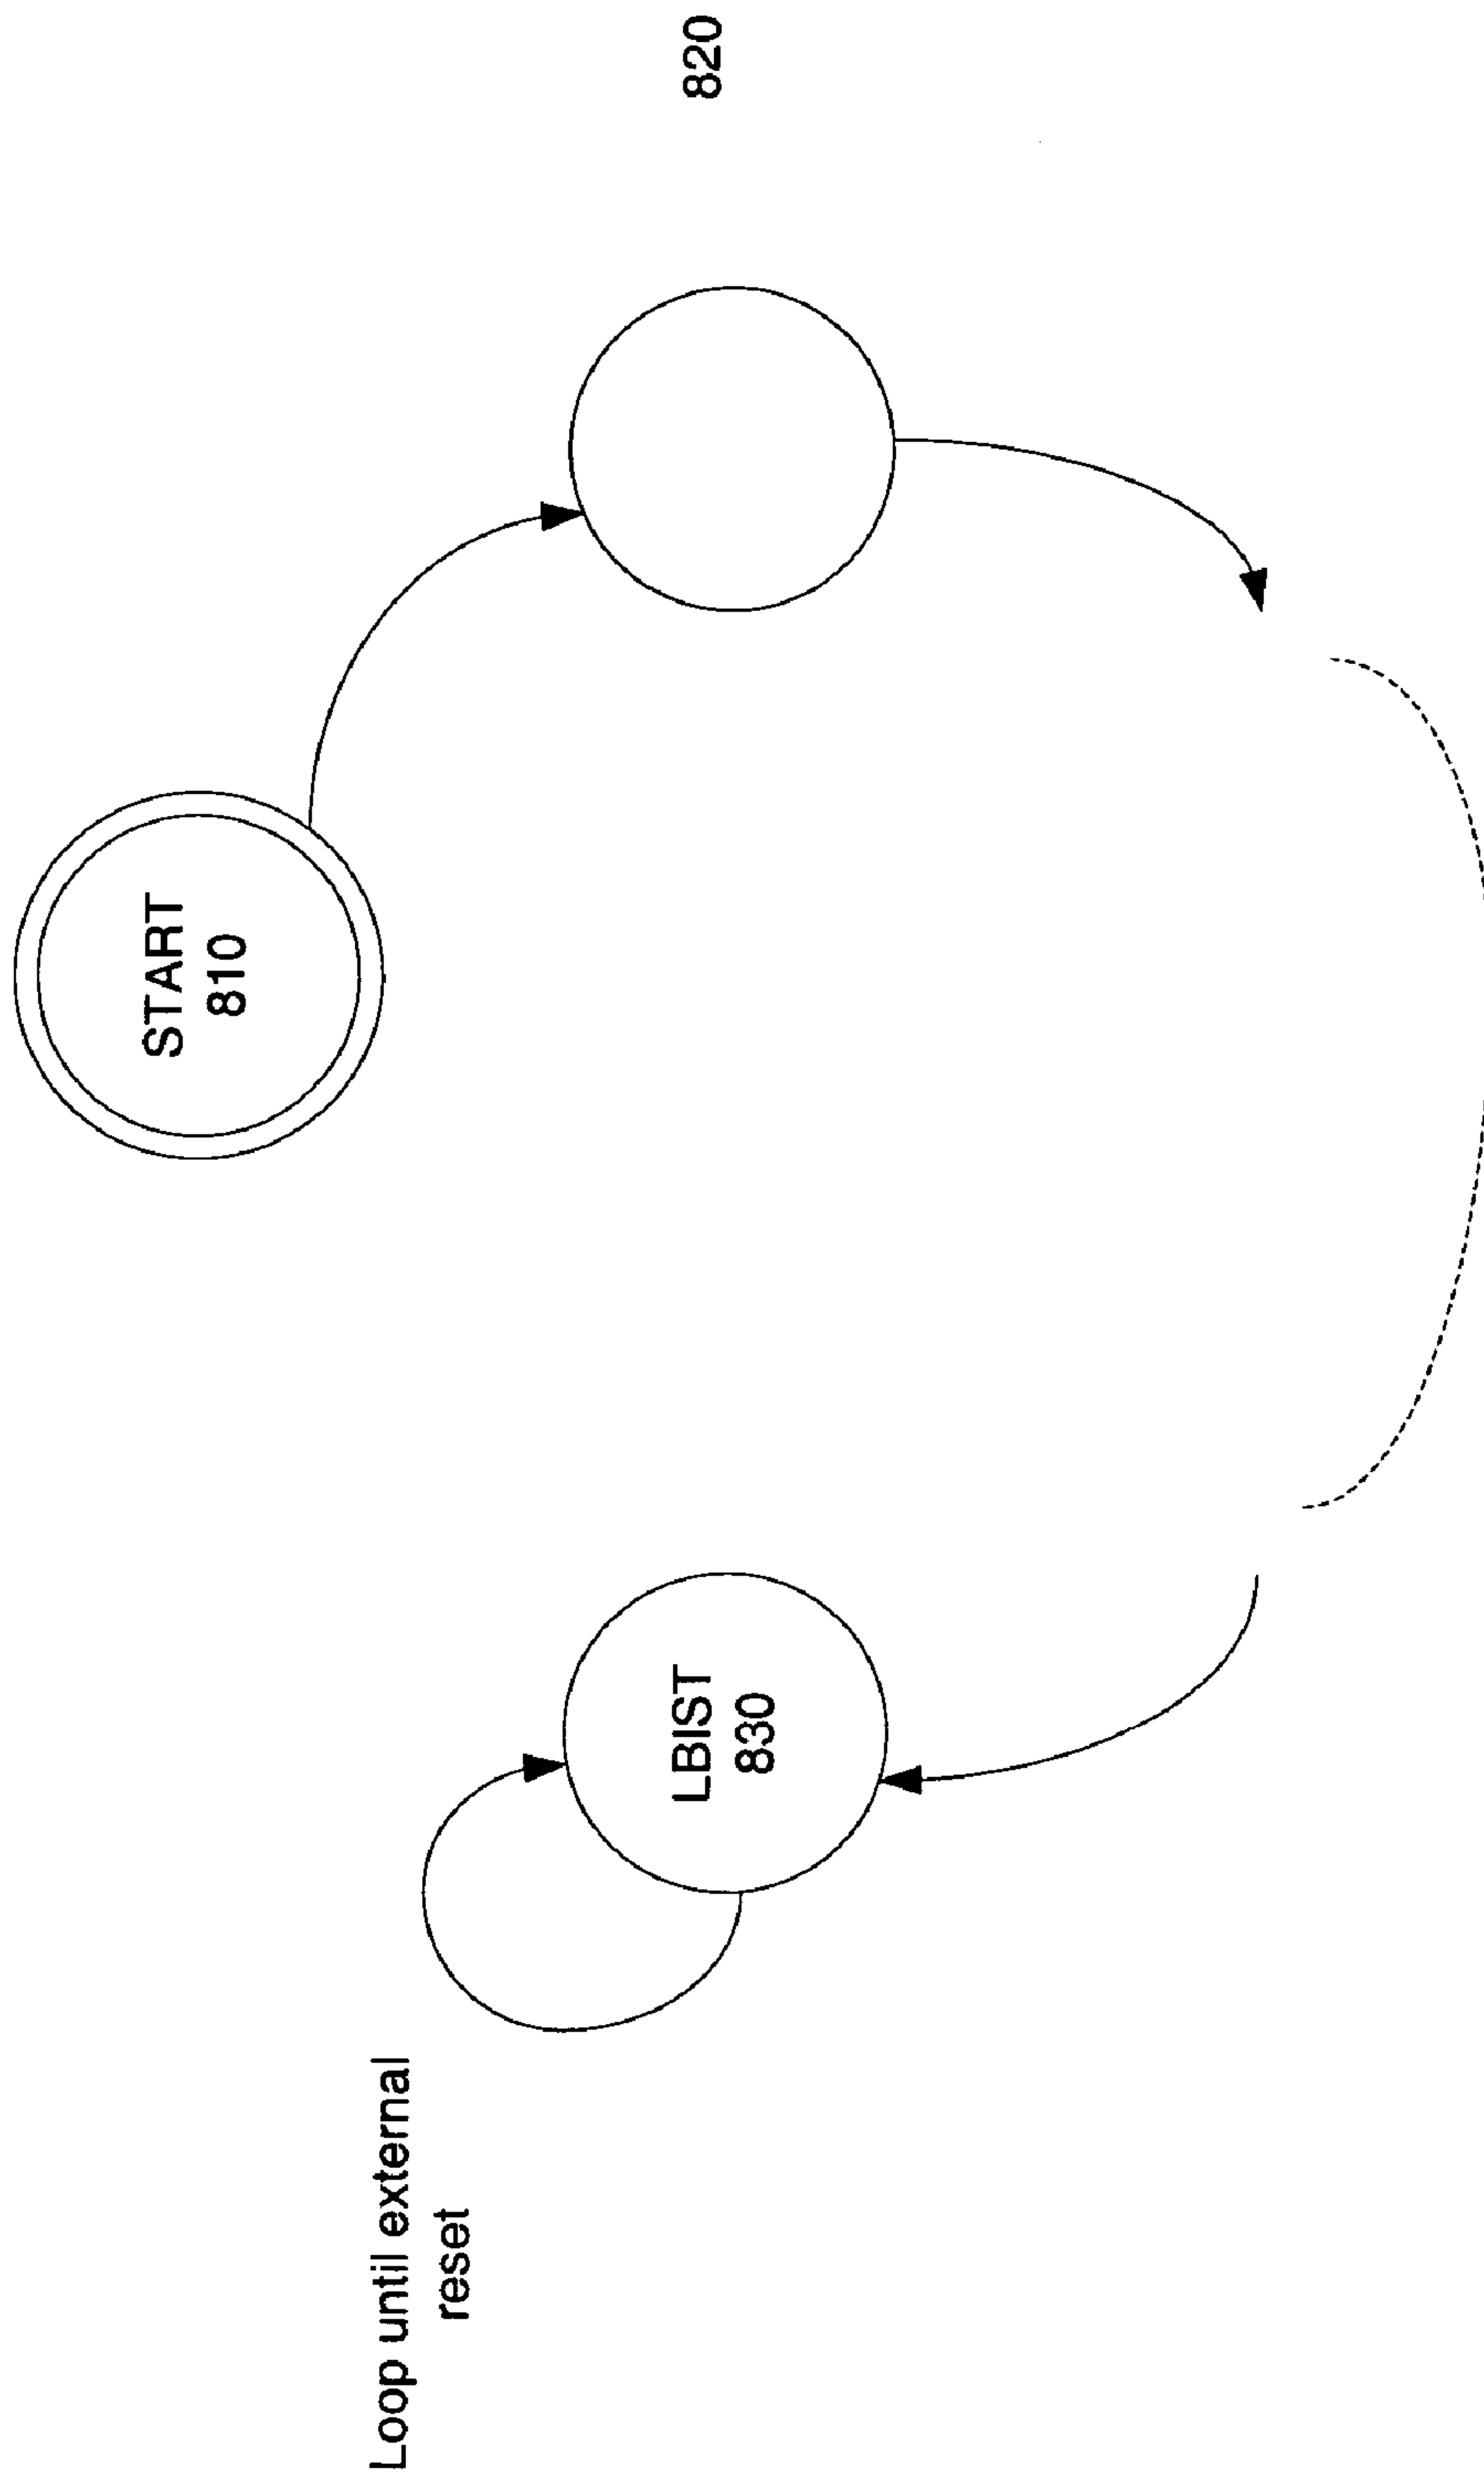 START
810
820
LBIST
830
Loop until external
reset